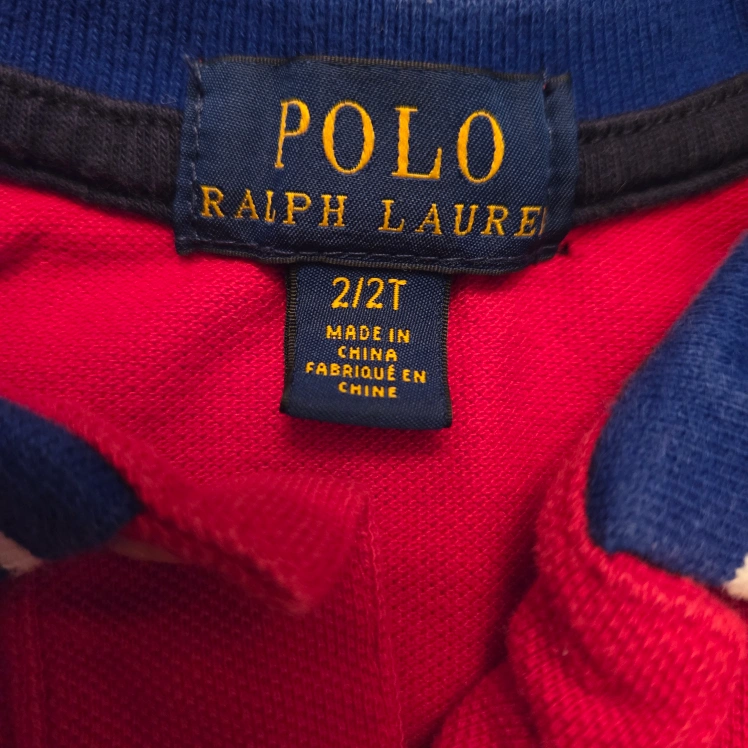 POLO
RALPH LAUREN
2/2T
MADE IN
CHINA
FABRIQUÉ EN
CHINE